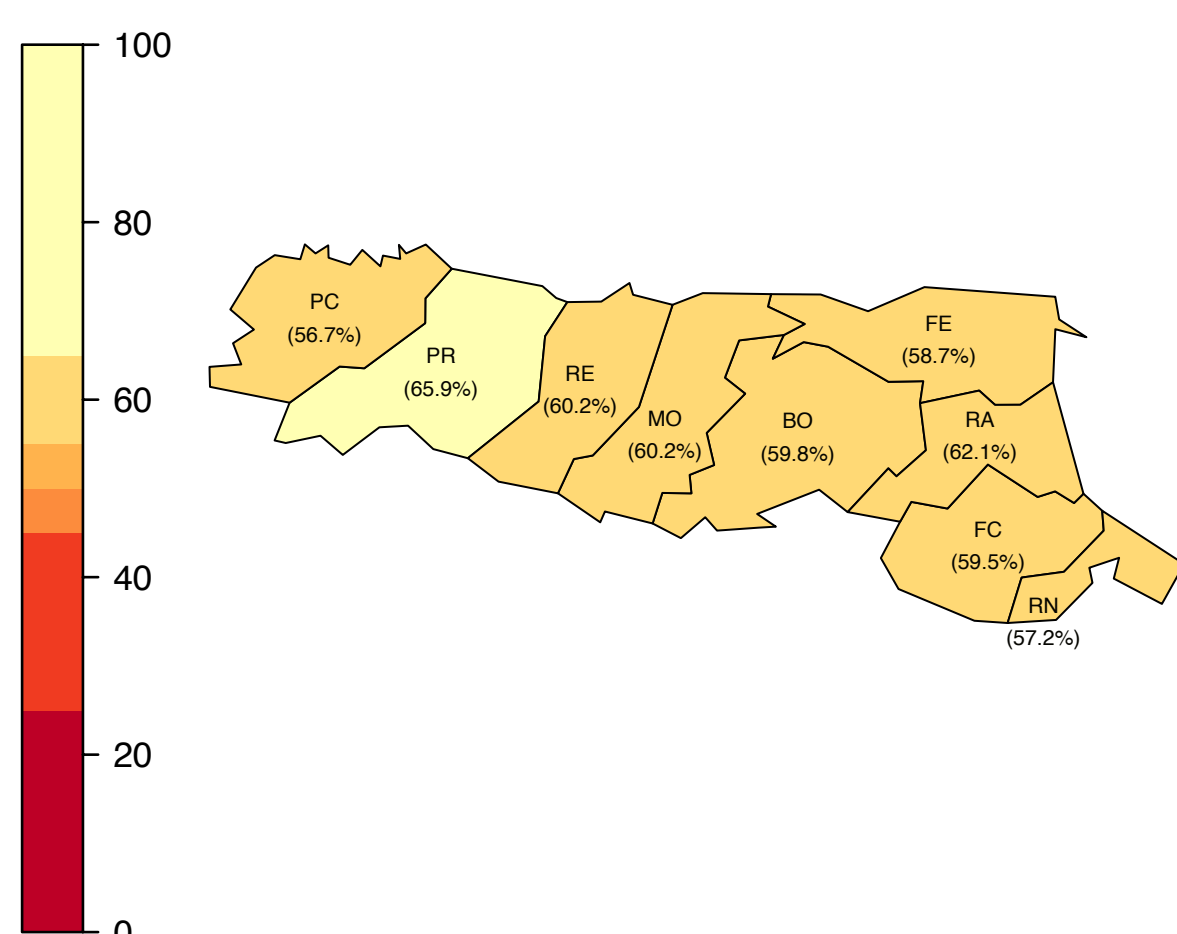 100
80
60
40
20
0
PC
(56.7%)
PR
(65.9%)
RE
(60.2%)
MO
(60.2%)
BO
(59.8%)
FE
(58.7%)
RA
(62.1%)
FC
(59.5%)
RN
(57.2%)